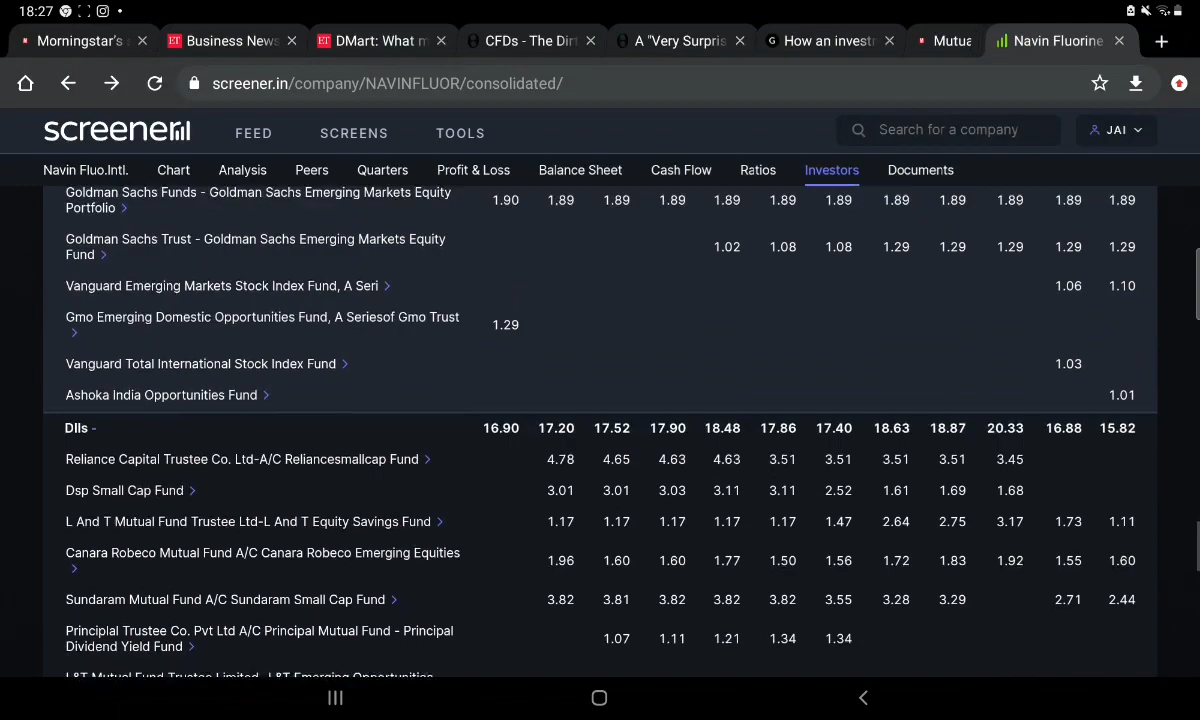 18:27
Morningstar's
Business News
DMart: What m
CFDs - The Dirt
A "Very Surpris
How an investr
Mutua
Navin Fluorine
screener.in/company/NAVINFLUOR/consolidated/
screener
FEED
SCREENS
TOOLS
Search for a company
JAI
Navin Fluo.Intl.
Chart
Analysis
Peers
Quarters
Profit & Loss
Balance Sheet
Cash Flow
Ratios
Investors
Documents
Goldman Sachs Funds - Goldman Sachs Emerging Markets Equity
Portfolio
1.90 1.89 1.89 1.89 1.89 1.89 1.89 1.89 1.89 1.89 1.89 1.89
Goldman Sachs Trust - Goldman Sachs Emerging Markets Equity
Fund
1.02 1.08 1.08 1.29 1.29 1.29 1.29 1.29
Vanguard Emerging Markets Stock Index Fund, A Seri 1.06 1.10
Gmo Emerging Domestic Opportunities Fund, A Seriesof Gmo Trust
1.29
Vanguard Total International Stock Index Fund 1.03
Ashoka India Opportunities Fund 1.01
DIIs - 16.90 17.20 17.52 17.90 18.48 17.86 17.40 18.63 18.87 20.33 16.88 15.82
Reliance Capital Trustee Co. Ltd-A/C Reliancesmallcap Fund 4.78 4.65 4.63 4.63 3.51 3.51 3.51 3.51 3.45
Dsp Small Cap Fund 3.01 3.01 3.03 3.11 3.11 2.52 1.61 1.69 1.68
L And T Mutual Fund Trustee Ltd-L And T Equity Savings Fund 1.17 1.17 1.17 1.17 1.17 1.47 2.64 2.75 3.17 1.73 1.11
Canara Robeco Mutual Fund A/C Canara Robeco Emerging Equities
1.96 1.60 1.60 1.77 1.50 1.56 1.72 1.83 1.92 1.55 1.60
Sundaram Mutual Fund A/C Sundaram Small Cap Fund 3.82 3.81 3.82 3.82 3.82 3.55 3.28 3.29 2.71 2.44
Principlal Trustee Co. Pvt Ltd A/C Principal Mutual Fund - Principal
Dividend Yield Fund
1.07 1.11 1.21 1.34 1.34
L&T Mutual Fund Trustee Limited- L&T Emerging Opportunities